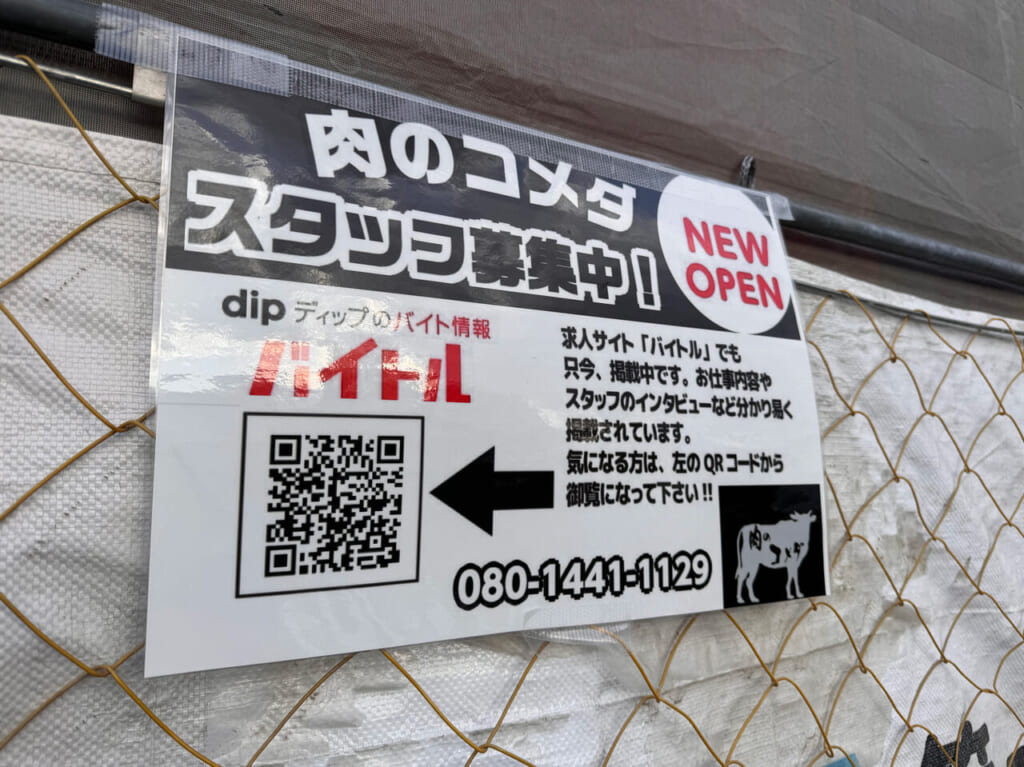 肉のコメダ
スタッフ募集中！
NEW
OPEN
dip ディップのバイト情報
バイトル
求人サイト「バイトル」でも
只今、掲載中です。お仕事内容や
スタッフのインタビューなど分かり易く
掲載されています。
気になる方は、左のQRコードから
御覧になって下さい!!
080-1441-1129
肉の
コメダ